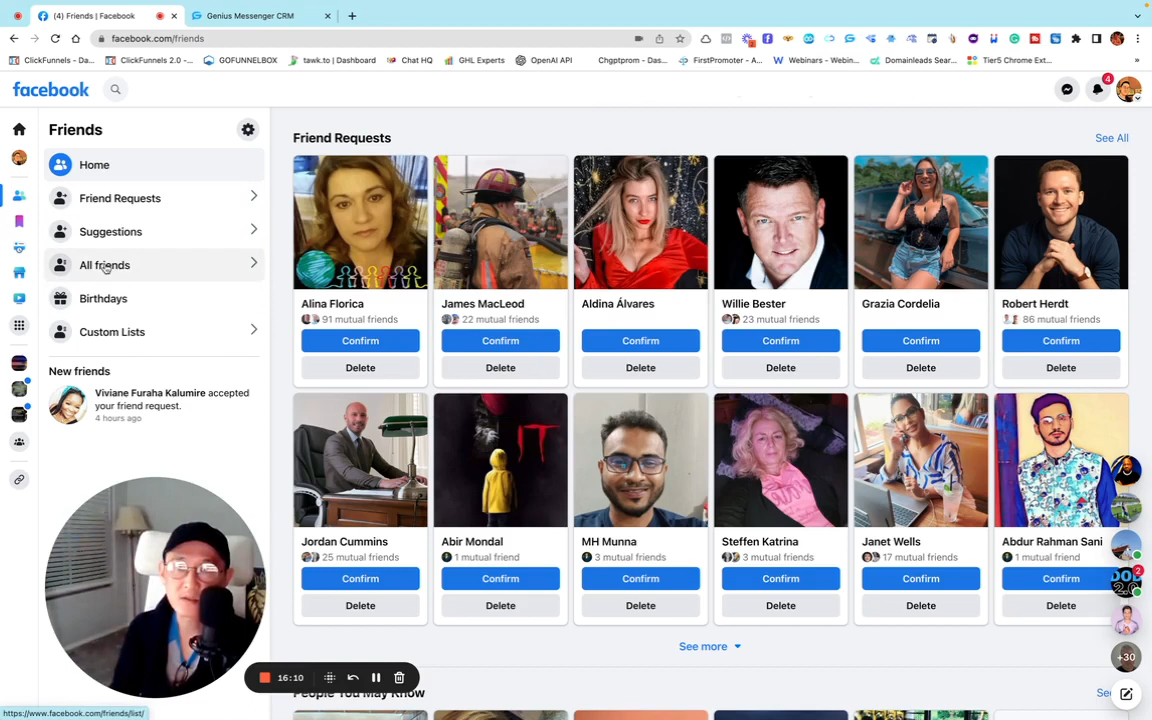 (4) Friends | Facebook
Genius Messenger CRM
facebook.com/friends
ClickFunnels - Da...
ClickFunnels 2.0 -...
GOFUNNELBOX
tawk.to | Dashboard
Chat HQ
GHL Experts
OpenAI API
Chgptprom - Das...
FirstPromoter - A...
Webinars - Webin...
Domainleads Sear...
Tier5 Chrome Ext...
facebook
4
Friends
Home
Friend Requests
Suggestions
All friends
Birthdays
Custom Lists
New friends
Viviane Furaha Kalumire accepted
your friend request.
4 hours ago
Friend Requests
See All
Alina Florica
91 mutual friends
Confirm
Delete
James MacLeod
22 mutual friends
Confirm
Delete
Aldina Álvares
Confirm
Delete
Willie Bester
23 mutual friends
Confirm
Delete
Grazia Cordelia
Confirm
Delete
Robert Herdt
86 mutual friends
Confirm
Delete
Jordan Cummins
25 mutual friends
Confirm
Delete
Abir Mondal
1 mutual friend
Confirm
Delete
MH Munna
3 mutual friends
Confirm
Delete
Steffen Katrina
3 mutual friends
Confirm
Delete
Janet Wells
17 mutual friends
Confirm
Delete
Abdur Rahman Sani
1 mutual friend
Confirm
Delete
2
+30
See more
16:10
People You May Know
https://www.facebook.com/friends/list/